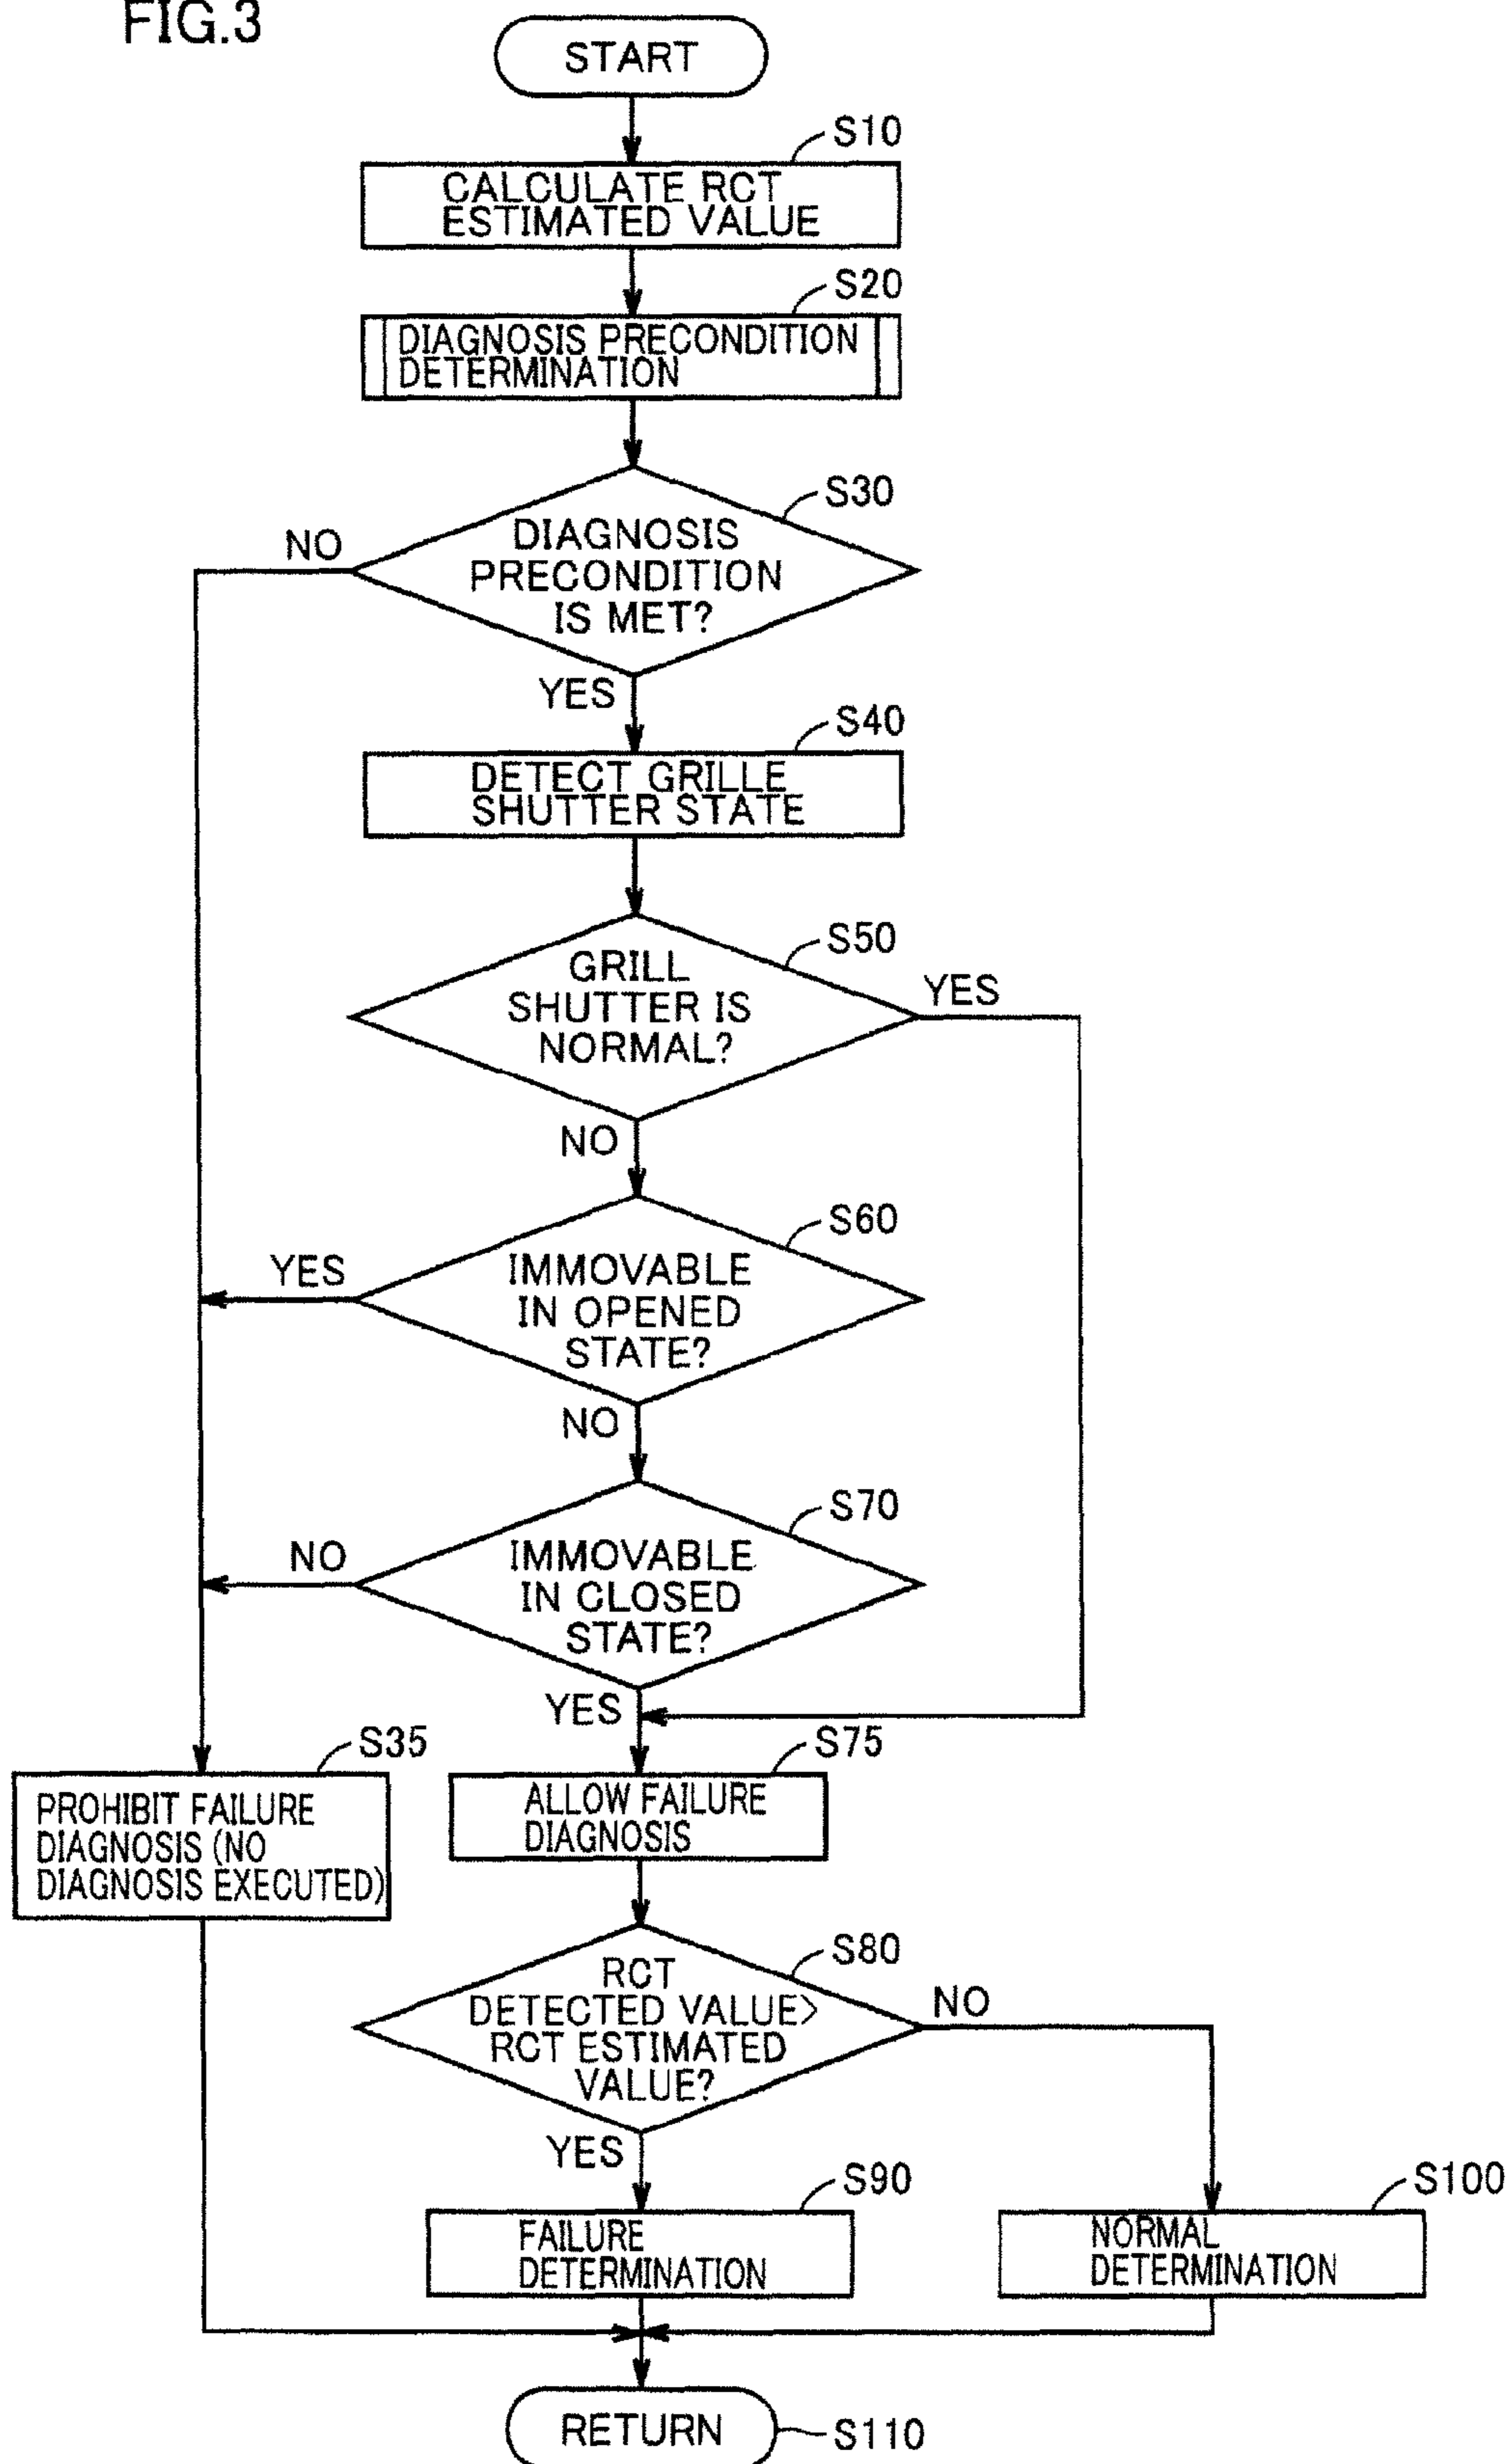 FIG.3
START
S10
CALCULATE RCT
ESTIMATED VALUE
S20
DIAGNOSIS PRECONDITION
DETERMINATION
S30
DIAGNOSIS
PRECONDITION
IS MET?
NO
YES
S40
DETECT GRILLE
SHUTTER STATE
S50
GRILL
SHUTTER IS
NORMAL?
YES
NO
S60
IMMOVABLE
IN OPENED
STATE?
YES
NO
S70
IMMOVABLE
IN CLOSED
STATE?
NO
YES
S35
PROHIBIT FAILURE
DIAGNOSIS (NO
DIAGNOSIS EXECUTED)
S75
ALLOW FAILURE
DIAGNOSIS
S80
RCT
DETECTED VALUE>
RCT ESTIMATED
VALUE?
NO
YES
S90
FAILURE
DETERMINATION
S100
NORMAL
DETERMINATION
RETURN
S110